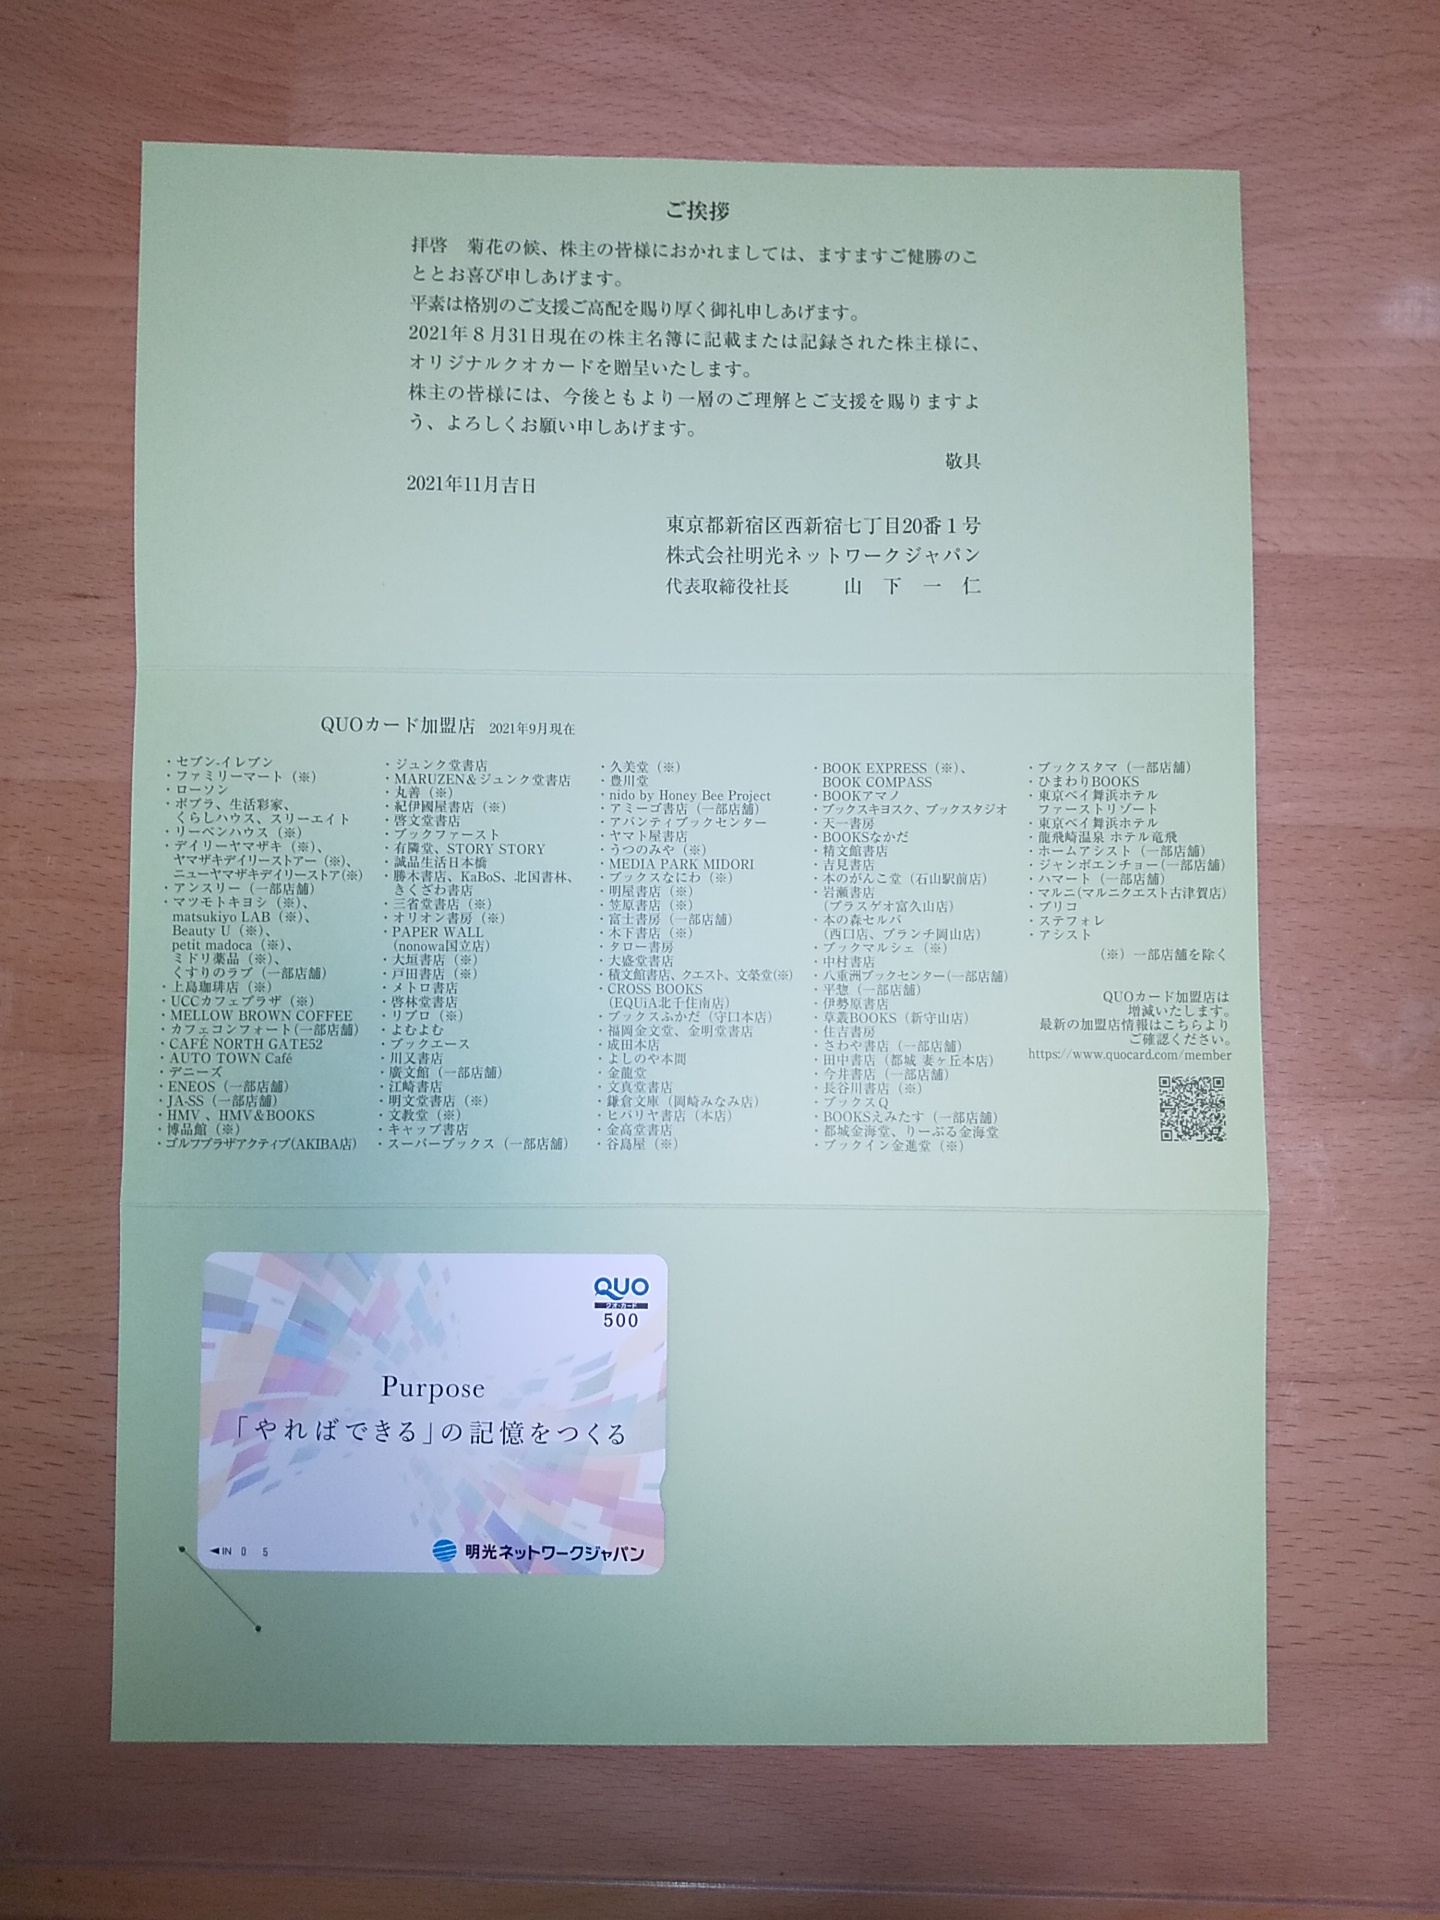 ご挨拶
拝啓　菊花の候、株主の皆様におかれましては、ますますご健勝のこ
ととお喜び申しあげます。
平素は格別のご支援ご高配を賜り厚く御礼申しあげます。
2021年８月31日現在の株主名簿に記載または記録された株主様に、
オリジナルクオカードを贈呈いたします。
株主の皆様には、今後ともより一層のご理解とご支援を賜りますよ
う、よろしくお願い申しあげます。
敬具
2021年11月吉日
東京都新宿区西新宿七丁目20番１号
株式会社明光ネットワークジャパン
代表取締役社長　山　下　一　仁
QUOカード加盟店　2021年9月現在
・セブン-イレブン
・ファミリーマート（※）
・ローソン
・ポプラ、生活彩家、
くらしハウス、スリーエイト
・リーベンハウス（※）
・デイリーヤマザキ（※）、
ヤマザキデイリーストアー（※）、
ニューヤマザキデイリーストア(※)
・アンスリー（一部店舗）
・マツモトキヨシ（※）、
matsukiyo LAB（※）、
Beauty U（※）、
petit madoca（※）、
ミドリ薬品（※）、
くすりのラブ（一部店舗）
・上島珈琲店（※）
・UCCカフェプラザ（※）
・MELLOW BROWN COFFEE
・カフェコンフォート(一部店舗)
・CAFÉ NORTH GATE52
・AUTO TOWN Café
・デニーズ
・ENEOS（一部店舗）
・JA-SS（一部店舗）
・HMV 、HMV＆BOOKS
・博品館（※）
・ゴルフプラザアクティブ(AKIBA店)
・ジュンク堂書店
・MARUZEN＆ジュンク堂書店
・丸善（※）
・紀伊國屋書店（※）
・啓文堂書店
・ブックファースト
・有隣堂、STORY STORY
・誠品生活日本橋
・勝木書店、KaBoS、北国書林、
きくざわ書店
・三省堂書店（※）
・オリオン書房（※）
・PAPER WALL
（nonowa国立店）
・大垣書店（※）
・戸田書店（※）
・メトロ書店
・啓林堂書店
・リブロ（※）
・よむよむ
・ブックエース
・川又書店
・廣文館（一部店舗）
・江崎書店
・明文堂書店（※）
・文教堂（※）
・キャップ書店
・スーパーブックス（一部店舗）
・久美堂（※）
・豊川堂
・nido by Honey Bee Project
・アミーゴ書店（一部店舗）
・アバンティブックセンター
・ヤマト屋書店
・うつのみや（※）
・MEDIA PARK MIDORI
・ブックスなにわ（※）
・明屋書店（※）
・笠原書店（※）
・富士書房（一部店舗）
・木下書店（※）
・タロー書房
・大盛堂書店
・積文館書店、クエスト、文榮堂(※)
・CROSS BOOKS
（EQUiA北千住南店）
・ブックスふかだ（守口本店）
・福岡金文堂、金明堂書店
・成田本店
・よしのや本間
・金龍堂
・文真堂書店
・鎌倉文庫（岡崎みなみ店）
・ヒバリヤ書店（本店）
・金高堂書店
・谷島屋（※）
・BOOK EXPRESS（※）、
BOOK COMPASS
・BOOKアマノ
・ブックスキヨスク、ブックスタジオ
・天一書房
・BOOKSなかだ
・精文館書店
・吉見書店
・本のがんこ堂（石山駅前店）
・岩瀬書店
（プラスゲオ富久山店）
・本の森セルバ
（西口店、ブランチ岡山店）
・ブックマルシェ（※）
・中村書店
・八重洲ブックセンター(一部店舗)
・平惣（一部店舗）
・伊勢原書店
・草叢BOOKS（新守山店）
・住吉書房
・さわや書店（一部店舗）
・田中書店（都城 妻ヶ丘本店）
・今井書店（一部店舗）
・長谷川書店（※）
・ブックスQ
・BOOKSえみたす（一部店舗）
・都城金海堂、りーぶる金海堂
・ブックイン金進堂（※）
・ブックスタマ（一部店舗）
・ひまわりBOOKS
・東京ベイ舞浜ホテル
ファーストリゾート
・東京ベイ舞浜ホテル
・龍飛崎温泉 ホテル竜飛
・ホームアシスト（一部店舗）
・ジャンボエンチョー(一部店舗)
・ハマート（一部店舗）
・マルニ(マルニクエスト古津賀店)
・ブリコ
・ステフォレ
・アシスト
（※）一部店舗を除く
QUOカード加盟店は
増減いたします。
最新の加盟店情報はこちらより
ご確認ください。
https://www.quocard.com/member
QUO
クオ・カード
500
Purpose
「やればできる」の記憶をつくる
◀IN 0 5
明光ネットワークジャパン